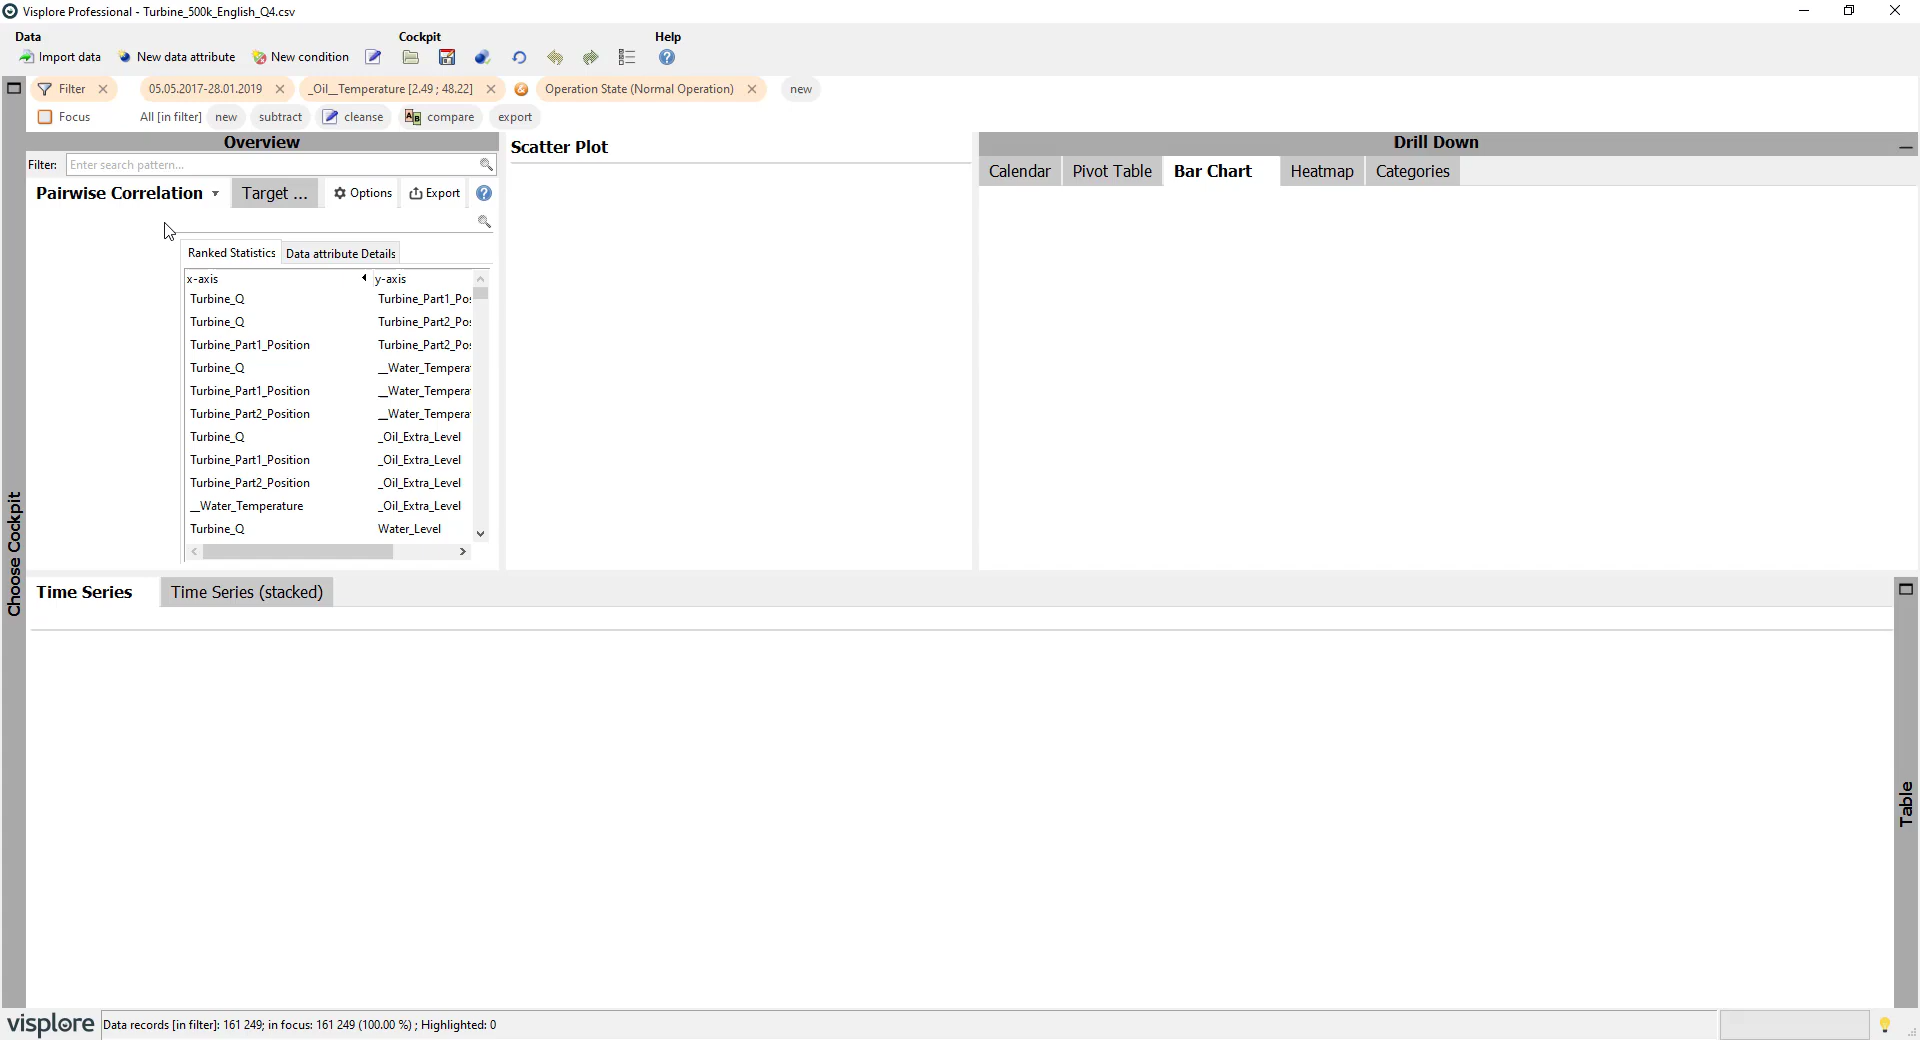 Visplore Professional - Turbine_500k_English_Q4.csv
Data Cockpit Help
Import data New data attribute New condition
Filter 05.05.2017-28.01.2019 _Oil__Temperature [2.49 ; 48.22] & Operation State (Normal Operation) new
Focus All [in filter] new subtract cleanse compare export
Overview
Filter: Enter search pattern...
Pairwise Correlation Target ... Options Export
Ranked Statistics Data attribute Details
x-axis y-axis
Turbine_Q Turbine_Part1_Pos
Turbine_Q Turbine_Part2_Pos
Turbine_Part1_Position Turbine_Part2_Pos
Turbine_Q __Water_Tempera
Turbine_Part1_Position __Water_Tempera
Turbine_Part2_Position __Water_Tempera
Turbine_Q _Oil_Extra_Level
Turbine_Part1_Position _Oil_Extra_Level
Turbine_Part2_Position _Oil_Extra_Level
__Water_Temperature _Oil_Extra_Level
Turbine_Q Water_Level
Scatter Plot
Drill Down
Calendar Pivot Table Bar Chart Heatmap Categories
Choose Cockpit
Time Series Time Series (stacked)
Table
visplore Data records [in filter]: 161 249; in focus: 161 249 (100.00 %) ; Highlighted: 0